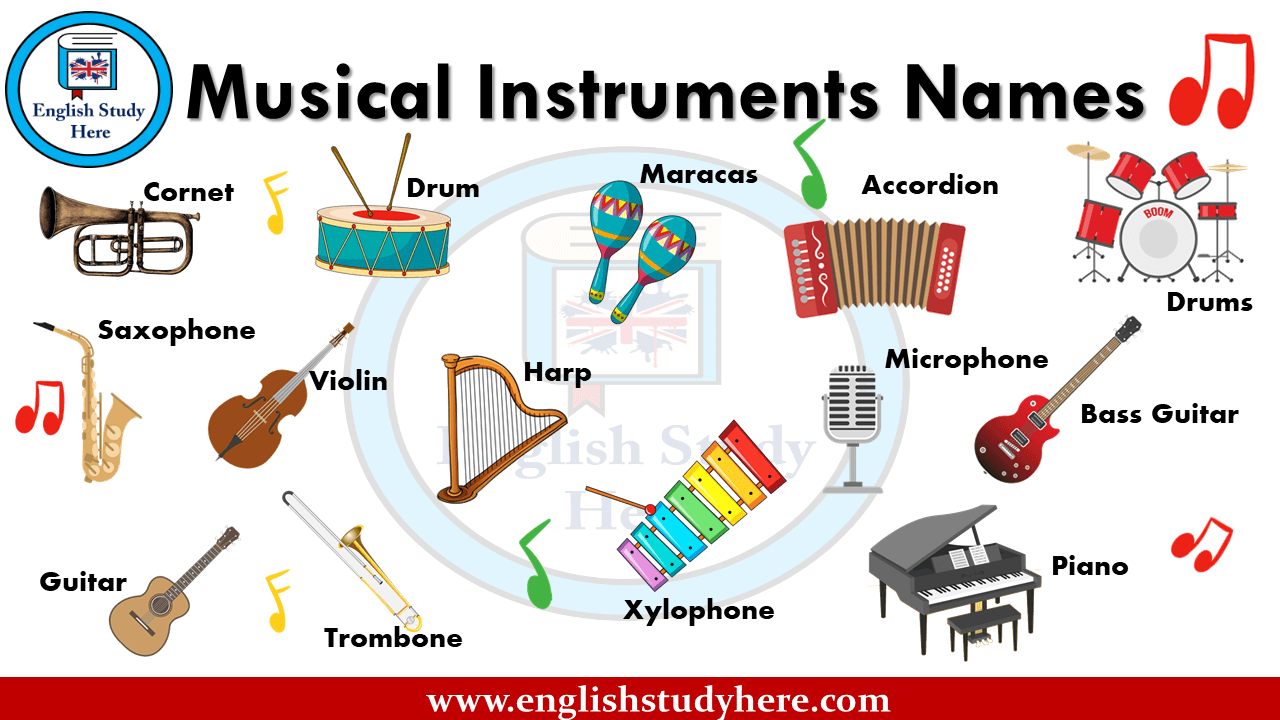 English Study
Here
Musical Instruments Names
Cornet
Drum
Maracas
Accordion
BOOM
Drums
Saxophone
Violin
Harp
Microphone
Bass Guitar
English Study
Here
Guitar
Trombone
Xylophone
Piano
www.englishstudyhere.com